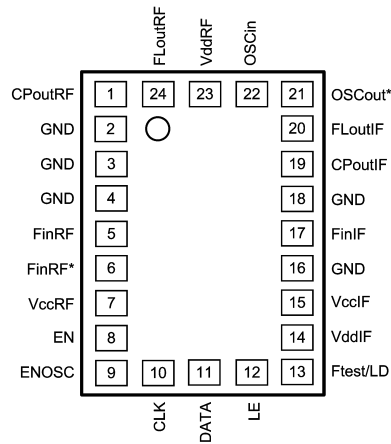 FLoutRF VddRF OSCin
CPoutRF 1 24 23 22 21 OSCout*
GND 2 20 FLoutIF
GND 3 19 CPoutIF
GND 4 18 GND
FinRF 5 17 FinIF
FinRF* 6 16 GND
VccRF 7 15 VccIF
EN 8 14 VddIF
ENOSC 9 10 11 12 13 Ftest/LD
CLK DATA LE